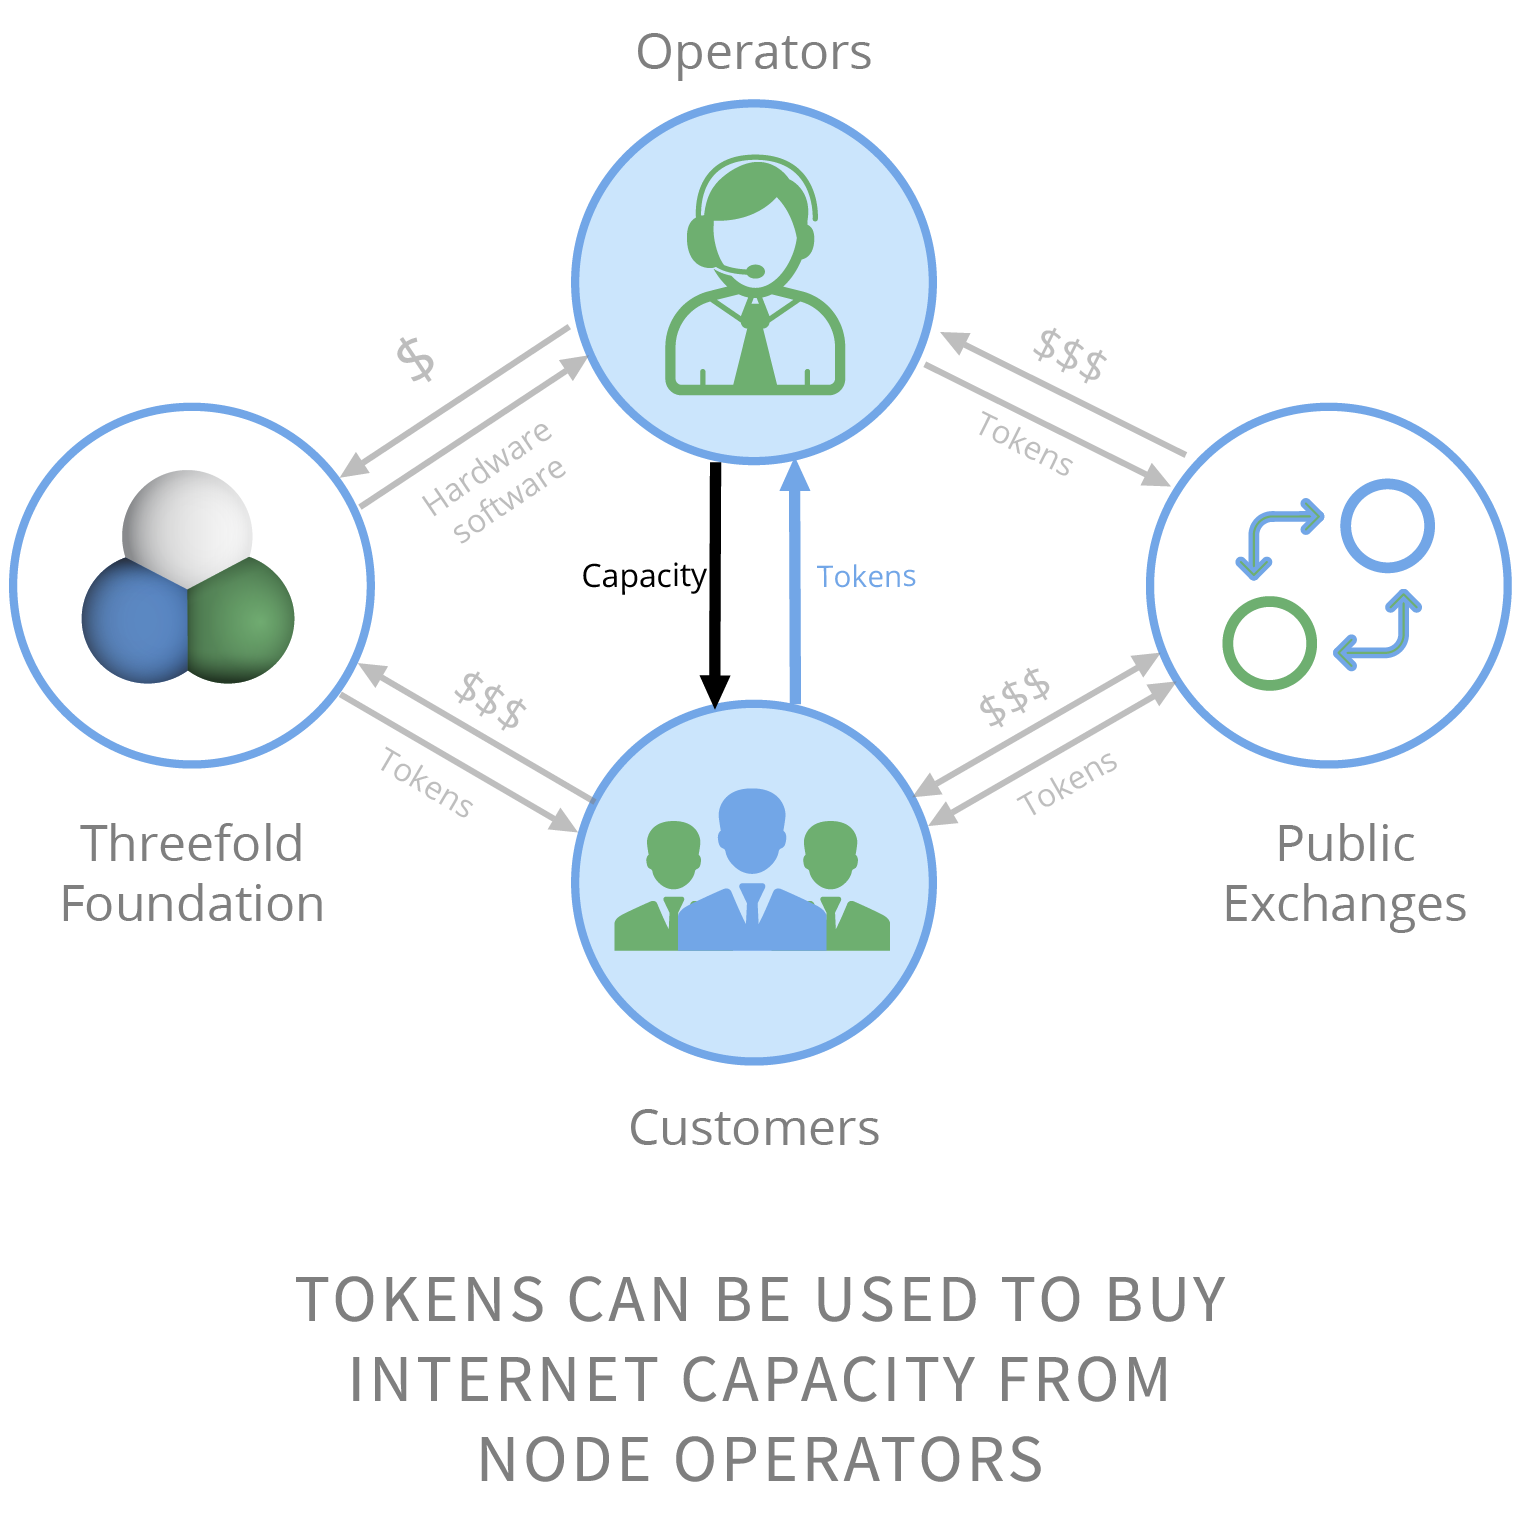 Operators
$
$$$
Hardware
software
Tokens
Capacity
Tokens
$$$
Tokens
$$$
Tokens
Threefold
Foundation
Public
Exchanges
Customers
TOKENS CAN BE USED TO BUY
INTERNET CAPACITY FROM
NODE OPERATORS